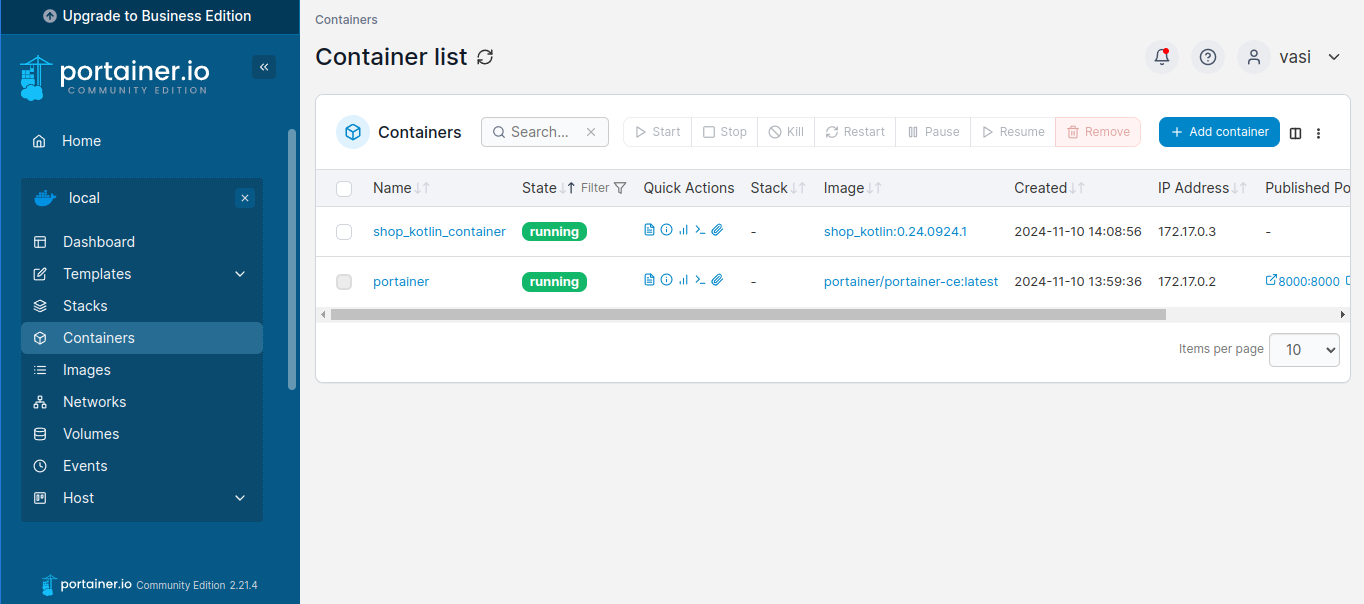 Upgrade to Business Edition
portainer.io
COMMUNITY EDITION
Home
local
Dashboard
Templates
Stacks
Containers
Images
Networks
Volumes
Events
Host
portainer.io Community Edition 2.21.4
Containers
Container list
vasi
Containers Search... Start Stop Kill Restart Pause Resume Remove Add container
Name State Filter Quick Actions Stack Image Created IP Address Published Po
shop_kotlin_container running - shop_kotlin:0.24.0924.1 2024-11-10 14:08:56 172.17.0.3 -
portainer running - portainer/portainer-ce:latest 2024-11-10 13:59:36 172.17.0.2 8000:8000
Items per page 10